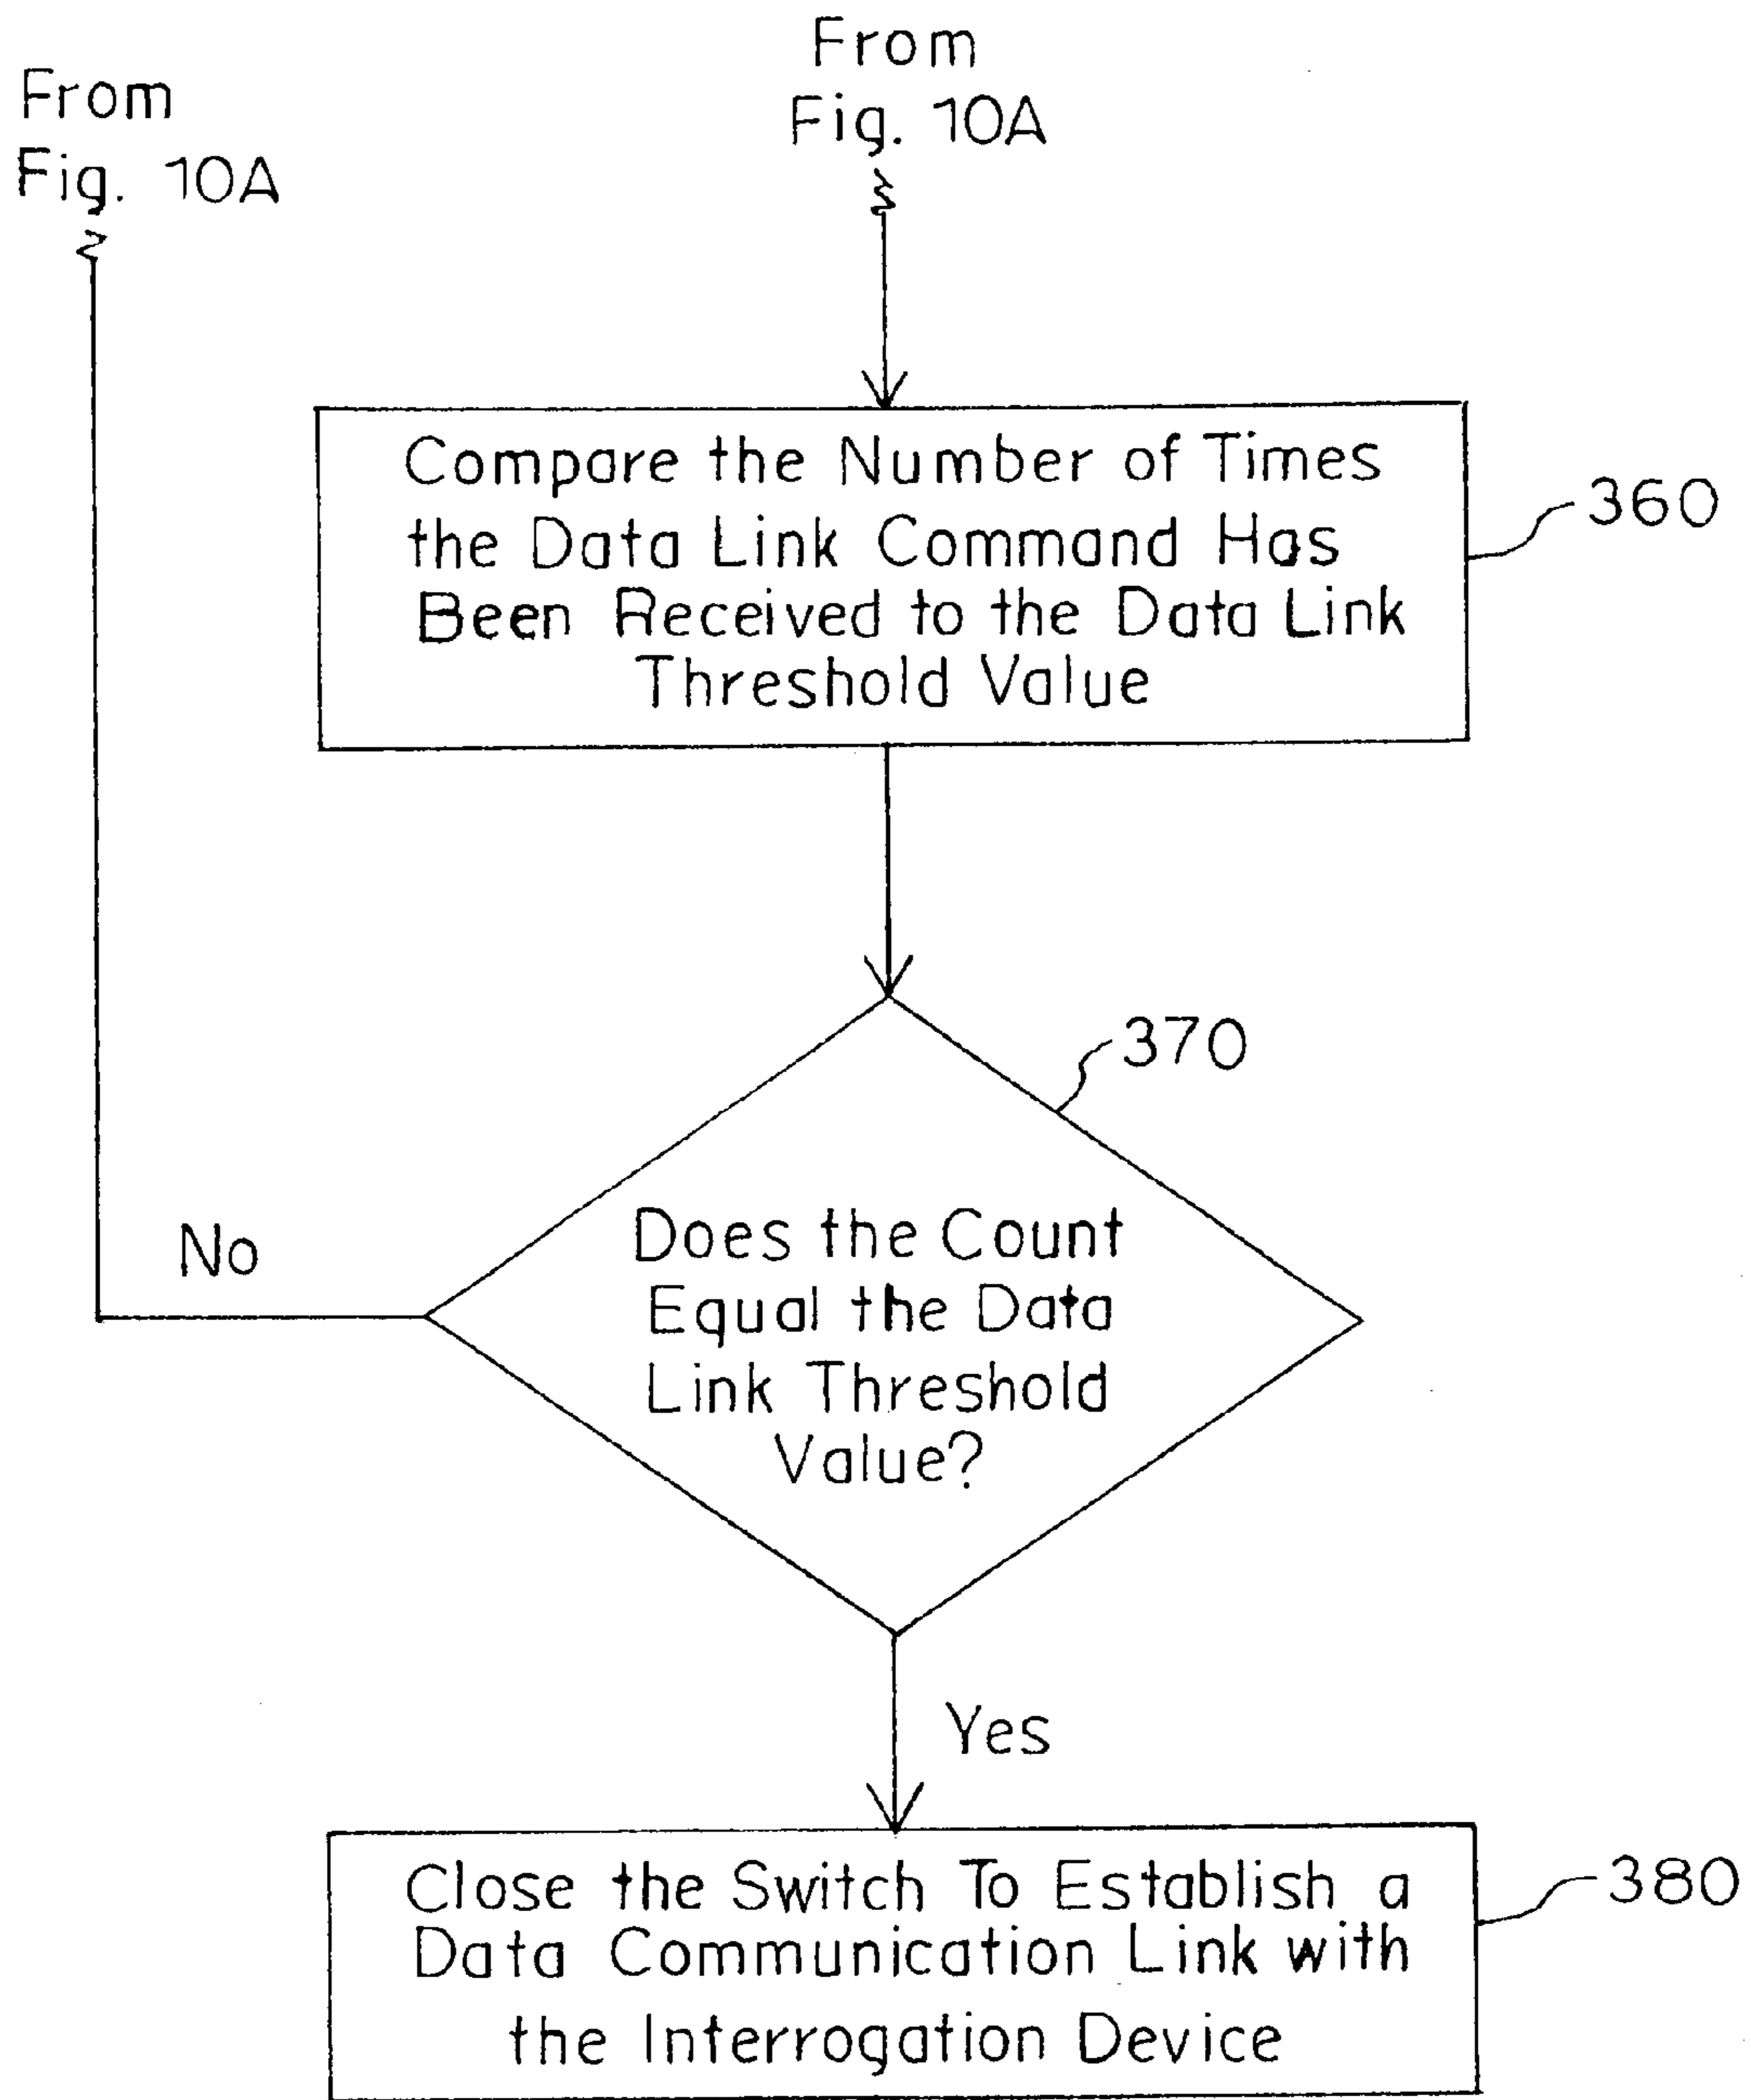 From
Fig. 10A
From
Fig. 10A
Compare the Number of Times
the Data Link Command Has
Been Received to the Data Link
Threshold Value
360
370
Does the Count
Equal the Data
Link Threshold
Value?
No
Yes
Close the Switch To Establish a
Data Communication Link with
the Interrogation Device
380